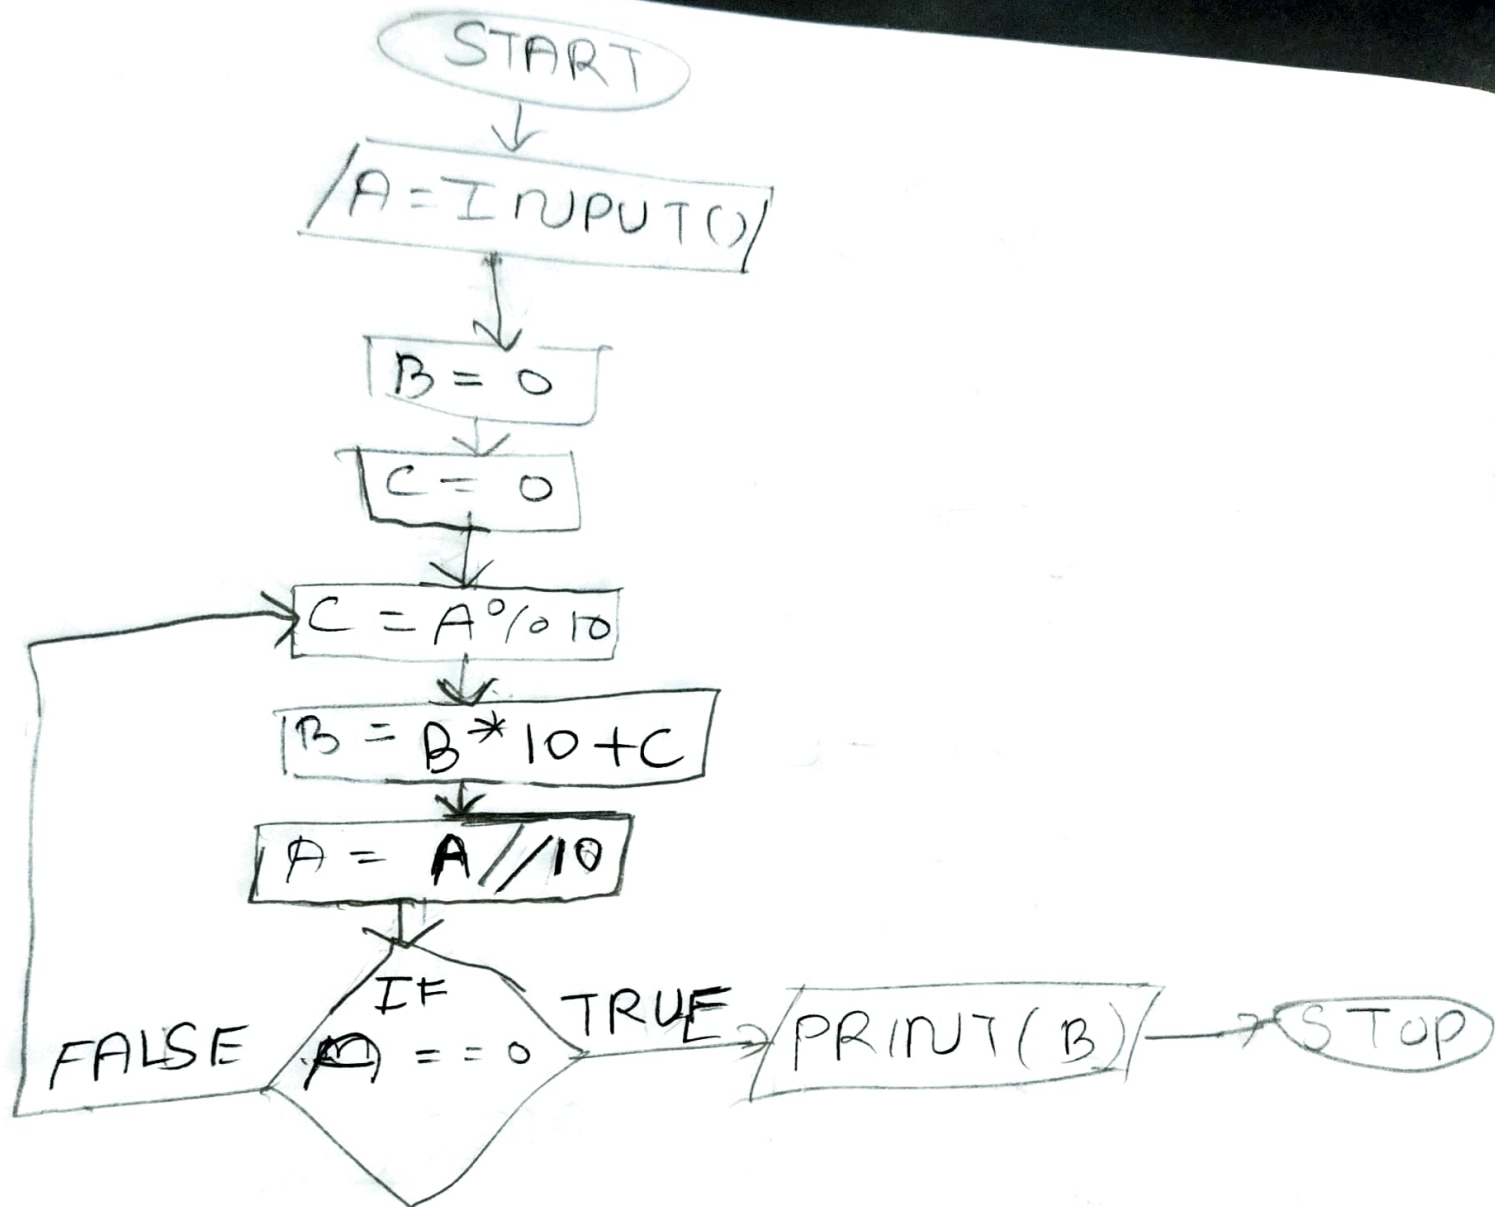 START
A = INPUT()
B = 0
C = 0
C = A % 10
B = B * 10 + C
A = A // 10
IF
A == 0
FALSE
TRUE
PRINT(B)
STOP